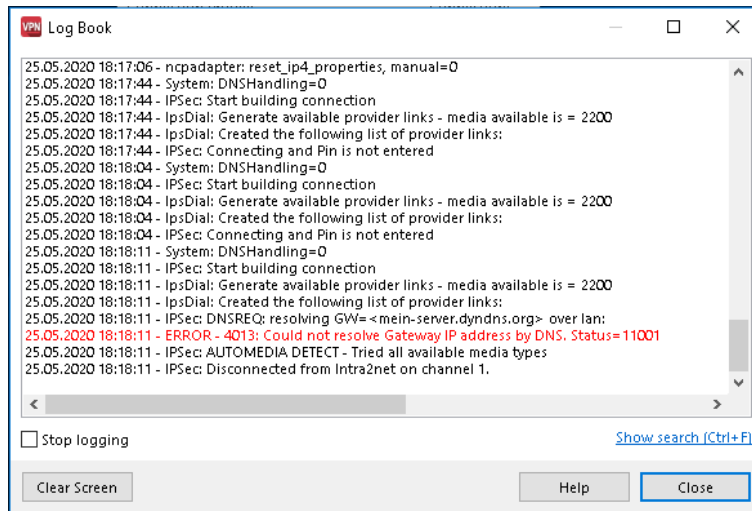 VPN Log Book
25.05.2020 18:17:06 - ncpadapter: reset_ip4_properties, manual=0
25.05.2020 18:17:44 - System: DNSHandling=0
25.05.2020 18:17:44 - IPSec: Start building connection
25.05.2020 18:17:44 - IpsDial: Generate available provider links - media available is = 2200
25.05.2020 18:17:44 - IpsDial: Created the following list of provider links:
25.05.2020 18:17:44 - IPSec: Connecting and Pin is not entered
25.05.2020 18:18:04 - System: DNSHandling=0
25.05.2020 18:18:04 - IPSec: Start building connection
25.05.2020 18:18:04 - IpsDial: Generate available provider links - media available is = 2200
25.05.2020 18:18:04 - IpsDial: Created the following list of provider links:
25.05.2020 18:18:04 - IPSec: Connecting and Pin is not entered
25.05.2020 18:18:11 - System: DNSHandling=0
25.05.2020 18:18:11 - IPSec: Start building connection
25.05.2020 18:18:11 - IpsDial: Generate available provider links - media available is = 2200
25.05.2020 18:18:11 - IpsDial: Created the following list of provider links:
25.05.2020 18:18:11 - IPSec: DNSREQ: resolving GW=<mein-server.dyndns.org> over lan:
25.05.2020 18:18:11 - ERROR - 4013: Could not resolve Gateway IP address by DNS. Status=11001
25.05.2020 18:18:11 - IPSec: AUTOMEDIA DETECT - Tried all available media types
25.05.2020 18:18:11 - IPSec: Disconnected from Intra2net on channel 1.
Stop logging
Show search (Ctrl+F)
Clear Screen
Help
Close